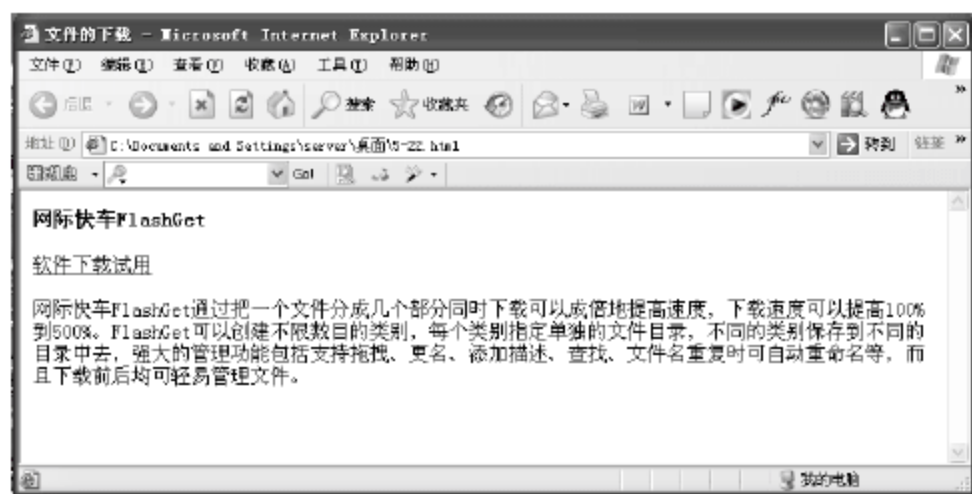 文件的下载 - Microsoft Internet Explorer
文件(F) 编辑(E) 查看(V) 收藏(A) 工具(T) 帮助(H)
后退 搜索 收藏夹
地址(D) C:\Documents and Settings\server\桌面\5-22.html 转到 链接
Go!
网际快车FlashGet
软件下载试用
网际快车FlashGet通过把一个文件分成几个部分同时下载可以成倍地提高速度，下载速度可以提高100%
到500%。FlashGet可以创建不限数目的类别，每个类别指定单独的文件目录，不同的类别保存到不同的
目录中去，强大的管理功能包括支持拖拽、更名、添加描述、查找、文件名重复时可自动重命名等，而
且下载前后均可轻易管理文件。
我的电脑